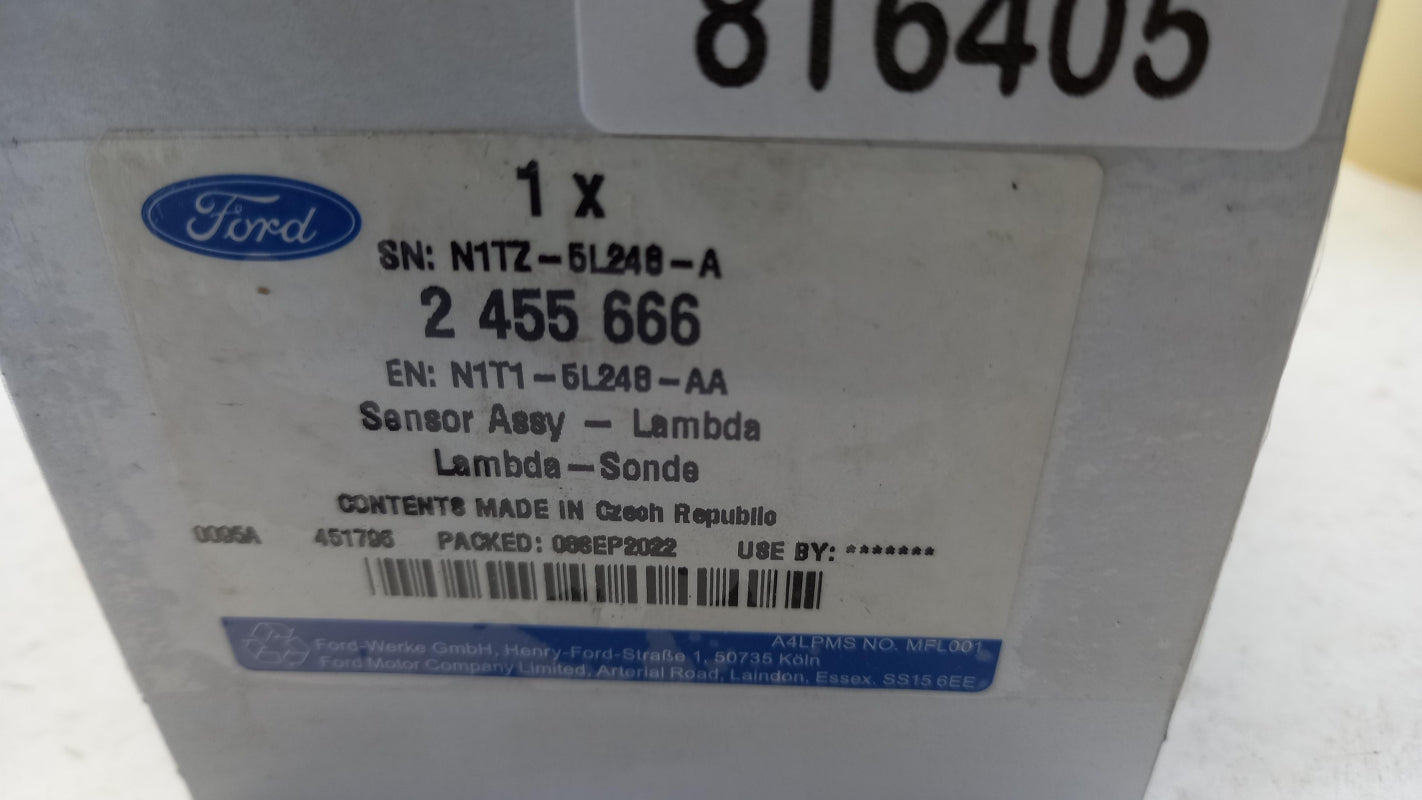 816405
Ford
1 x
SN: N1TZ-5L248-A
2 455 666
EN: N1T1-5L248-AA
Sensor Assy - Lambda
Lambda-Sonde
CONTENTS MADE IN Czech Republic
0095A 451796 PACKED: 08SEP2022 USE BY: *******
A4LPMS NO. MFL001
Ford-Werke GmbH, Henry-Ford-Straße 1, 50735 Köln
Ford Motor Company Limited, Arterial Road, Laindon, Essex. SS15 6EE